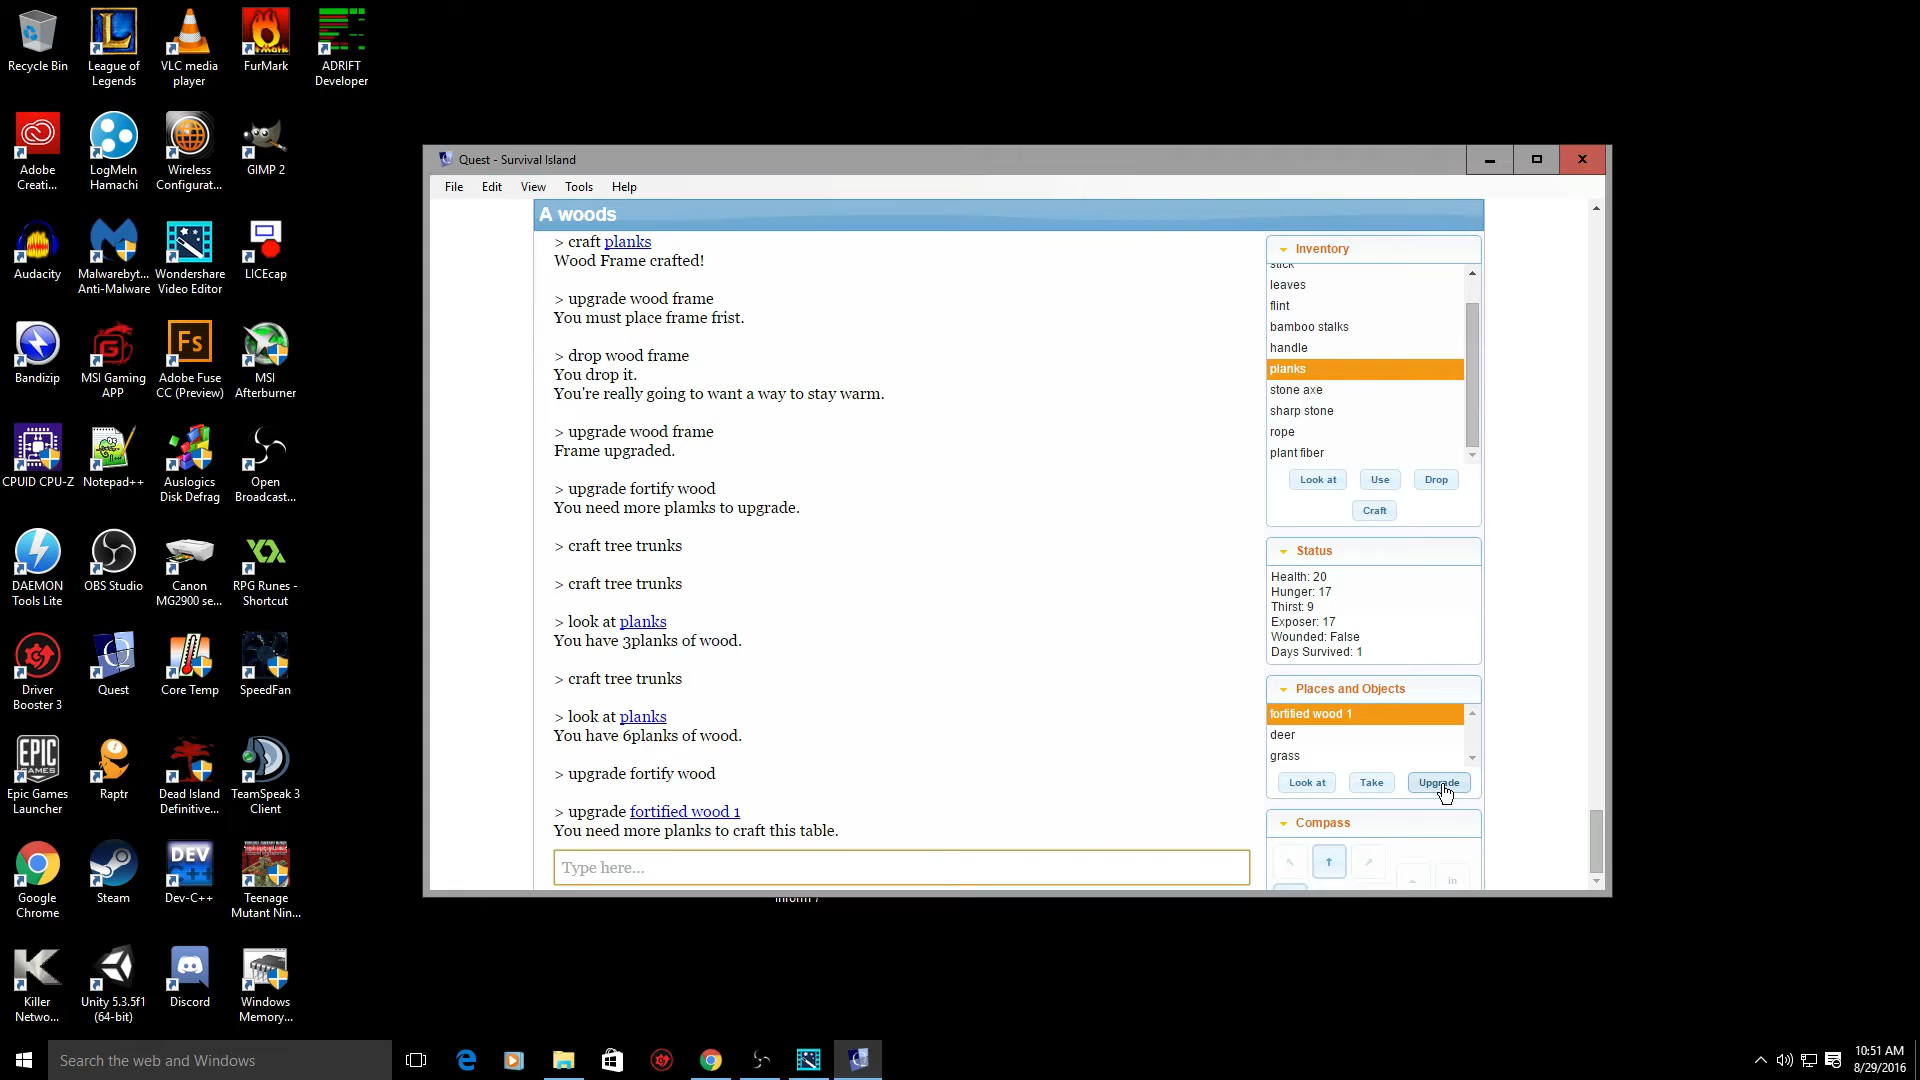 Recycle Bin
League of
Legends
VLC media
player
FurMark
ADRIFT
Developer
Adobe
Creati...
LogMeIn
Hamachi
Wireless
Configurat...
GIMP 2
Audacity
Malwarebyt...
Anti-Malware
Wondershare
Video Editor
LICEcap
Bandizip
MSI Gaming
APP
Adobe Fuse
CC (Preview)
MSI
Afterburner
CPUID CPU-Z
Notepad++
Auslogics
Disk Defrag
Open
Broadcast...
DAEMON
Tools Lite
OBS Studio
Canon
MG2900 se...
RPG Runes -
Shortcut
Driver
Booster 3
Quest
Core Temp
SpeedFan
Epic Games
Launcher
Raptr
Dead Island
Definitive...
TeamSpeak 3
Client
Google
Chrome
Steam
Dev-C++
Teenage
Mutant Nin...
Killer
Netwo...
Unity 5.3.5f1
(64-bit)
Discord
Windows
Memory...
Quest - Survival Island
File Edit View Tools Help
A woods
> craft planks
Wood Frame crafted!
> upgrade wood frame
You must place frame frist.
> drop wood frame
You drop it.
You're really going to want a way to stay warm.
> upgrade wood frame
Frame upgraded.
> upgrade fortify wood
You need more plamks to upgrade.
> craft tree trunks
> craft tree trunks
> look at planks
You have 3planks of wood.
> craft tree trunks
> look at planks
You have 6planks of wood.
> upgrade fortify wood
> upgrade fortified wood 1
You need more planks to craft this table.
Type here...
Inventory
stick
leaves
flint
bamboo stalks
handle
planks
stone axe
sharp stone
rope
plant fiber
Look at Use Drop
Craft
Status
Health: 20
Hunger: 17
Thirst: 9
Exposer: 17
Wounded: False
Days Survived: 1
Places and Objects
fortified wood 1
deer
grass
Look at Take Upgrade
Compass
in
Inform 7
Search the web and Windows
10:51 AM
8/29/2016